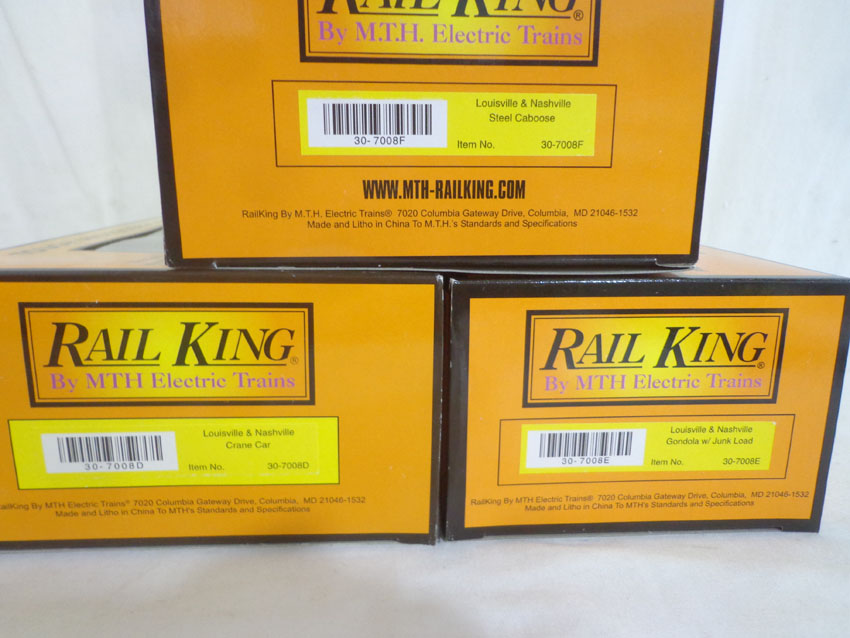 RAIL KING®
By M.T.H. Electric Trains
Louisville & Nashville
Steel Caboose
30-7008F
Item No. 30-7008F
WWW.MTH-RAILKING.COM
RailKing By M.T.H. Electric Trains® 7020 Columbia Gateway Drive, Columbia, MD 21046-1532
Made and Litho in China To M.T.H.'s Standards and Specifications
RAIL KING®
By MTH Electric Trains
Louisville & Nashville
Crane Car
30-7008D
Item No. 30-7008D
RailKing By MTH Electric Trains® 7020 Columbia Gateway Drive, Columbia, MD 21046-1532
Made and Litho in China To MTH's Standards and Specifications
RAIL KING®
By MTH Electric Trains
Louisville & Nashville
Gondola w/ Junk Load
30-7008E
Item No. 30-7008E
RailKing By MTH Electric Trains® 7020 Columbia Gateway Drive, Columbia, MD 21046-1532
Made and Litho in China To MTH's Standards and Specifications